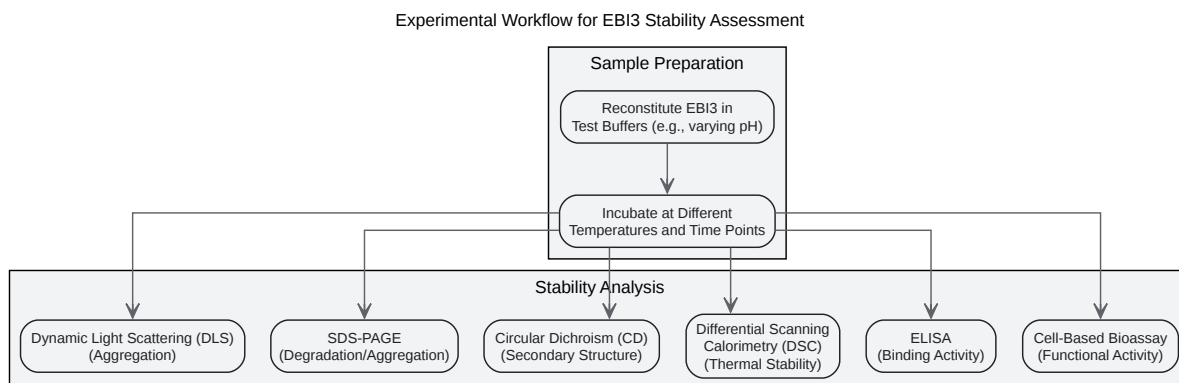 Experimental Workflow for EBI3 Stability Assessment
Sample Preparation
Reconstitute EBI3 in
Test Buffers (e.g., varying pH)
Incubate at Different
Temperatures and Time Points
Stability Analysis
Dynamic Light Scattering (DLS)
(Aggregation)
SDS-PAGE
(Degradation/Aggregation)
Circular Dichroism (CD)
(Secondary Structure)
Differential Scanning
Calorimetry (DSC)
(Thermal Stability)
ELISA
(Binding Activity)
Cell-Based Bioassay
(Functional Activity)